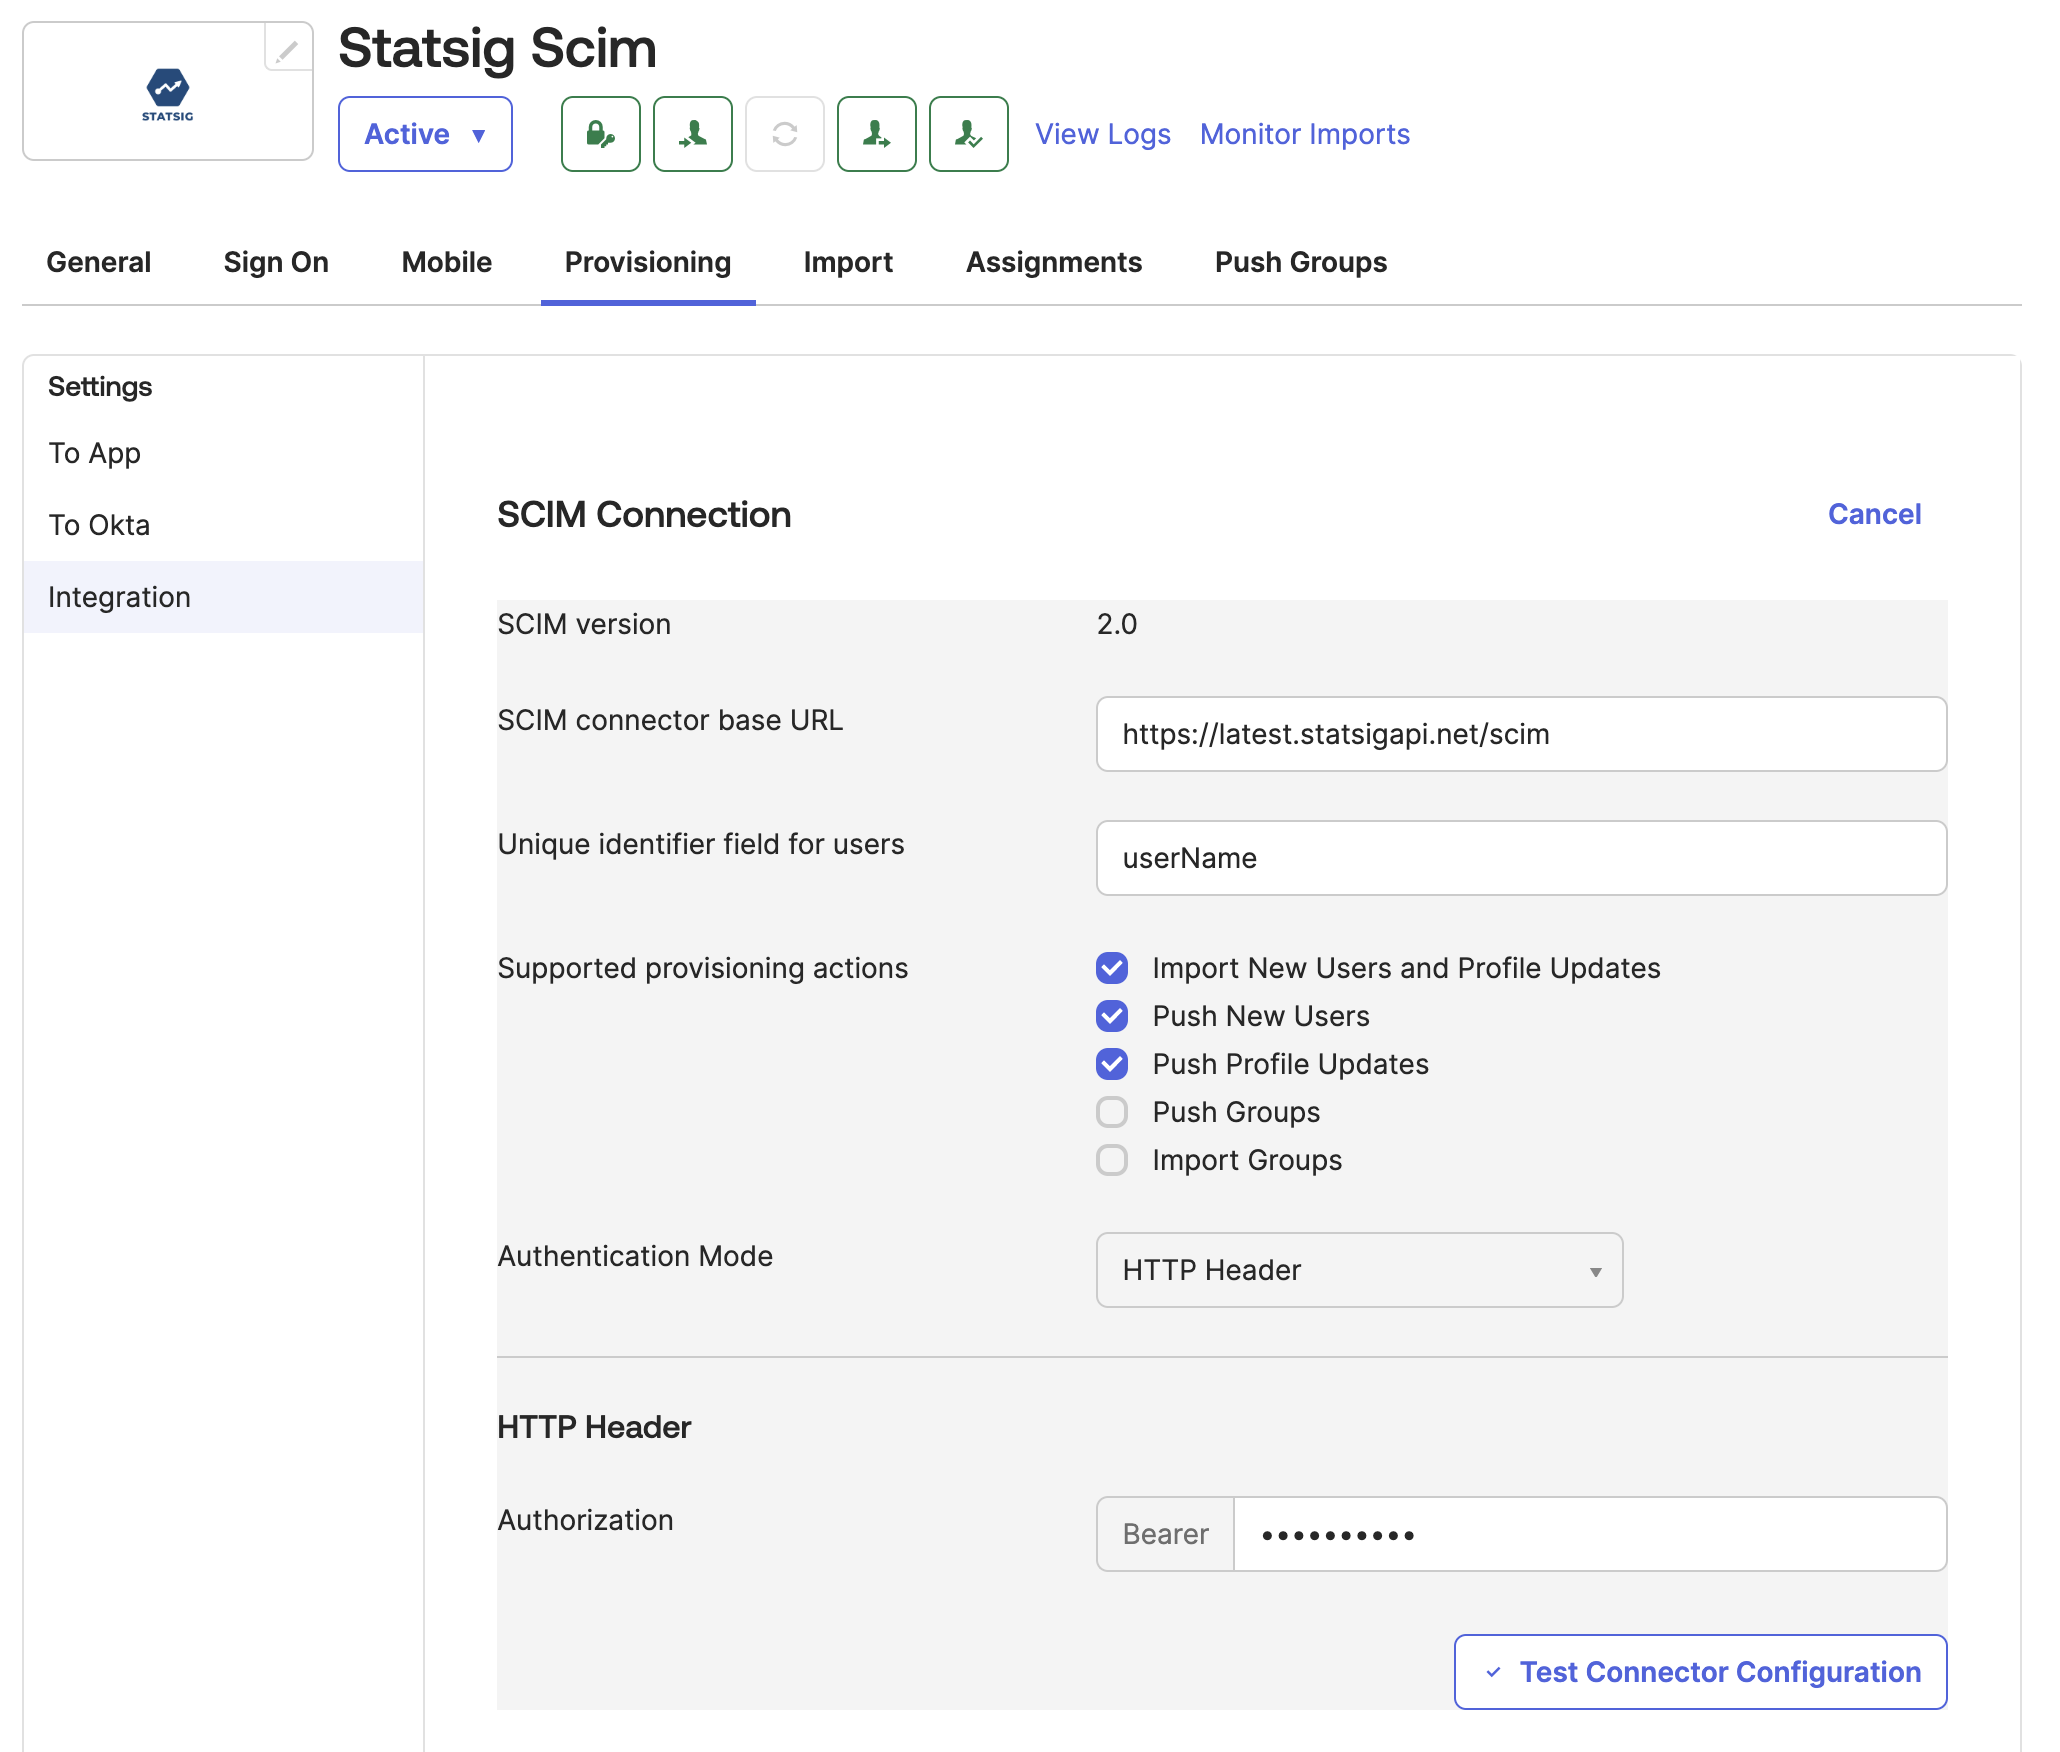 STATSIG
Statsig Scim
Active
View Logs Monitor Imports
General Sign On Mobile Provisioning Import Assignments Push Groups
Settings
To App
To Okta
Integration
SCIM Connection Cancel
SCIM version 2.0
SCIM connector base URL https://latest.statsigapi.net/scim
Unique identifier field for users userName
Supported provisioning actions Import New Users and Profile Updates
Push New Users
Push Profile Updates
Push Groups
Import Groups
Authentication Mode HTTP Header
HTTP Header
Authorization Bearer ••••••••••
Test Connector Configuration